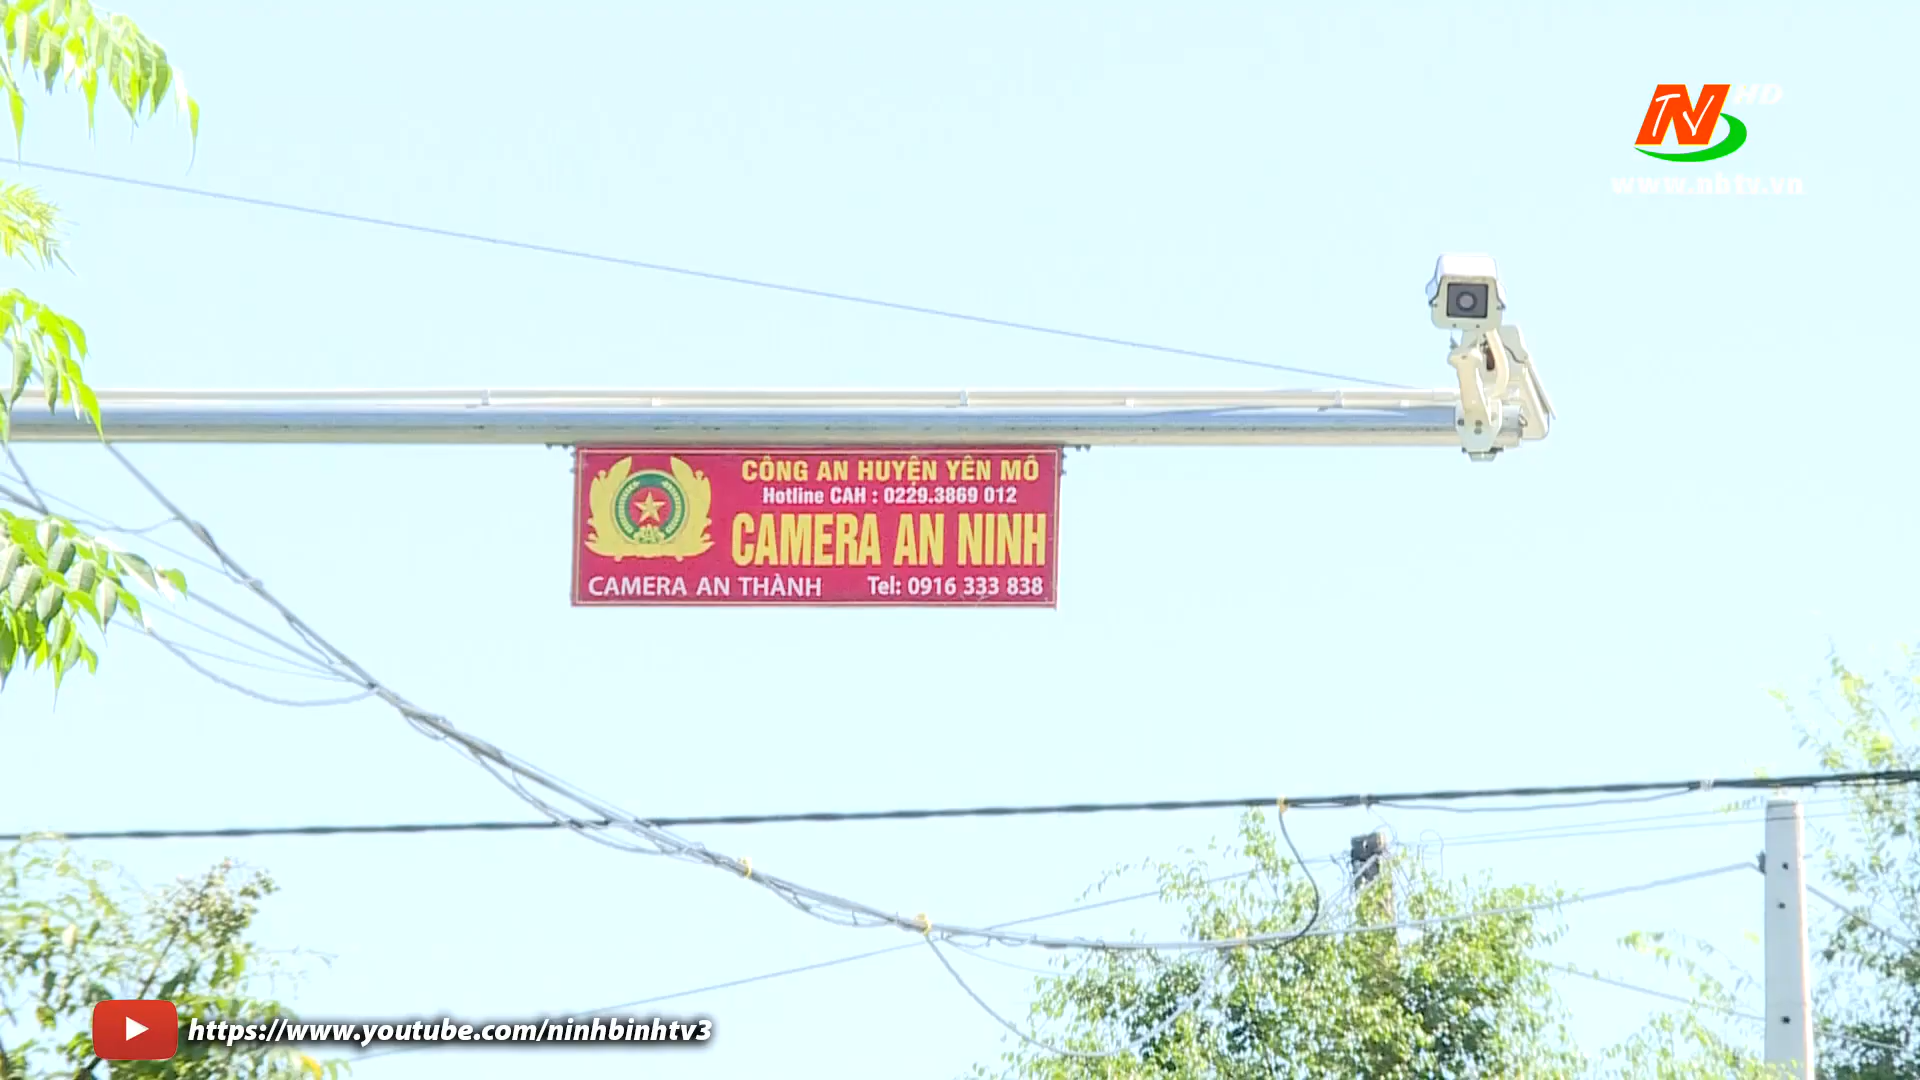 NTV HD
www.nbtv.vn
CÔNG AN HUYỆN YÊN MÔ
Hotline CAH : 0229.3869 012
CAMERA AN NINH
CAMERA AN THÀNH Tel: 0916 333 838
https://www.youtube.com/ninhbinhtv3